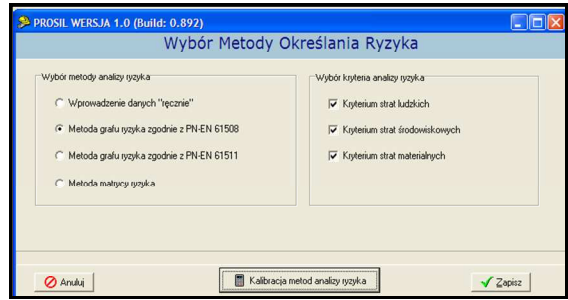 PROSIL WERSJA 1.0 (Build: 0.892)
Wybór Metody Określania Ryzyka
Wybór metody analizy ryzyka
Wprowadzenie danych "ręcznie"
Metoda grafu ryzyka zgodnie z PN-EN 61508
Metoda grafu ryzyka zgodnie z PN-EN 61511
Metoda matrycy ryzyka
Wybór kryteria analizy ryzyka
Kryterium strat ludzkich
Kryterium strat środowiskowych
Kryterium strat materialnych
Anuluj
Kalibracja metod analizy ryzyka
Zapisz